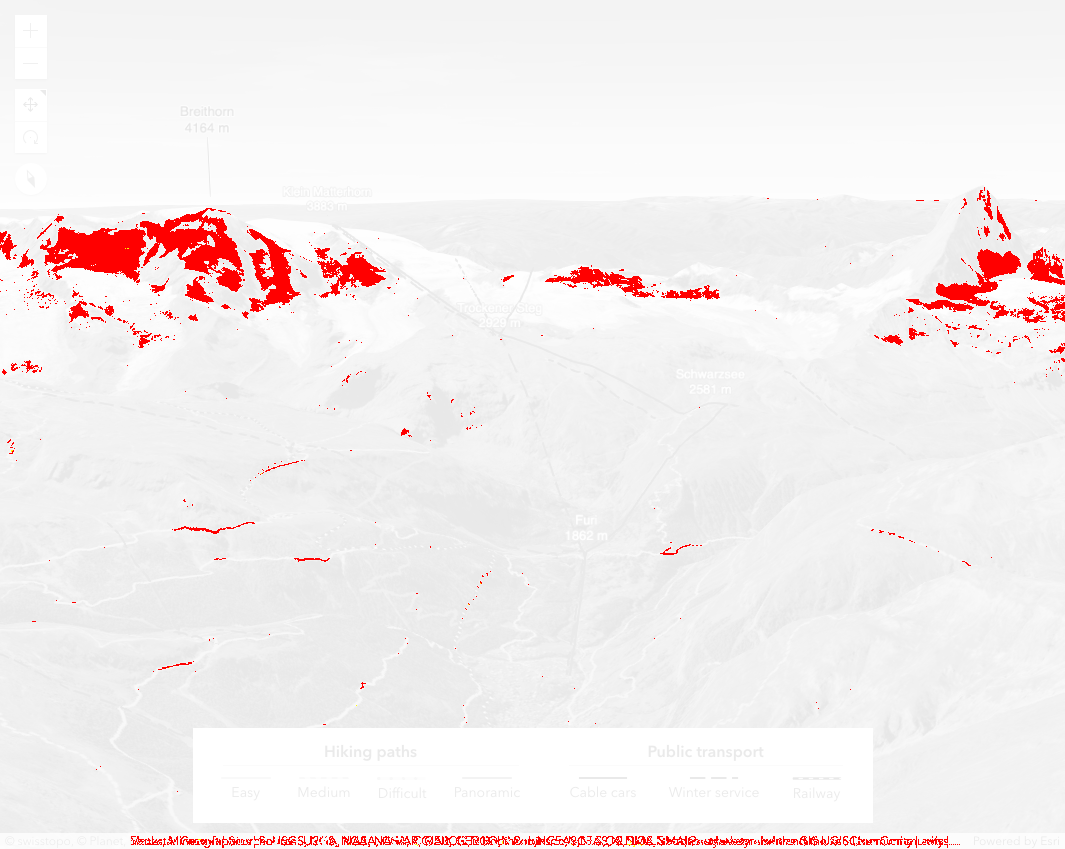 Breithorn
4164 m
Klein Matterhorn
3883 m
Trockener Steg
2929 m
Schwarzsee
2581 m
Furi
1862 m
Hiking paths
Public transport
Easy
Medium
Difficult
Panoramic
Cable cars
Winter service
Railway
© swisstopo, © Planet,
Powered by Esri